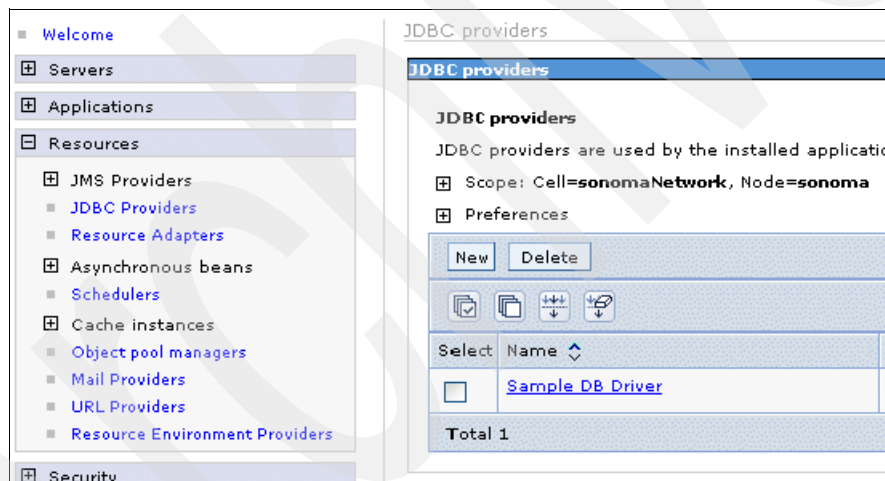 Welcome
Servers
Applications
Resources
JMS Providers
JDBC Providers
Resource Adapters
Asynchronous beans
Schedulers
Cache instances
Object pool managers
Mail Providers
URL Providers
Resource Environment Providers
Security
JDBC providers
JDBC providers
JDBC providers
JDBC providers are used by the installed applicatio
Scope: Cell=sonomaNetwork, Node=sonoma
Preferences
New Delete
Select Name
Sample DB Driver
Total 1